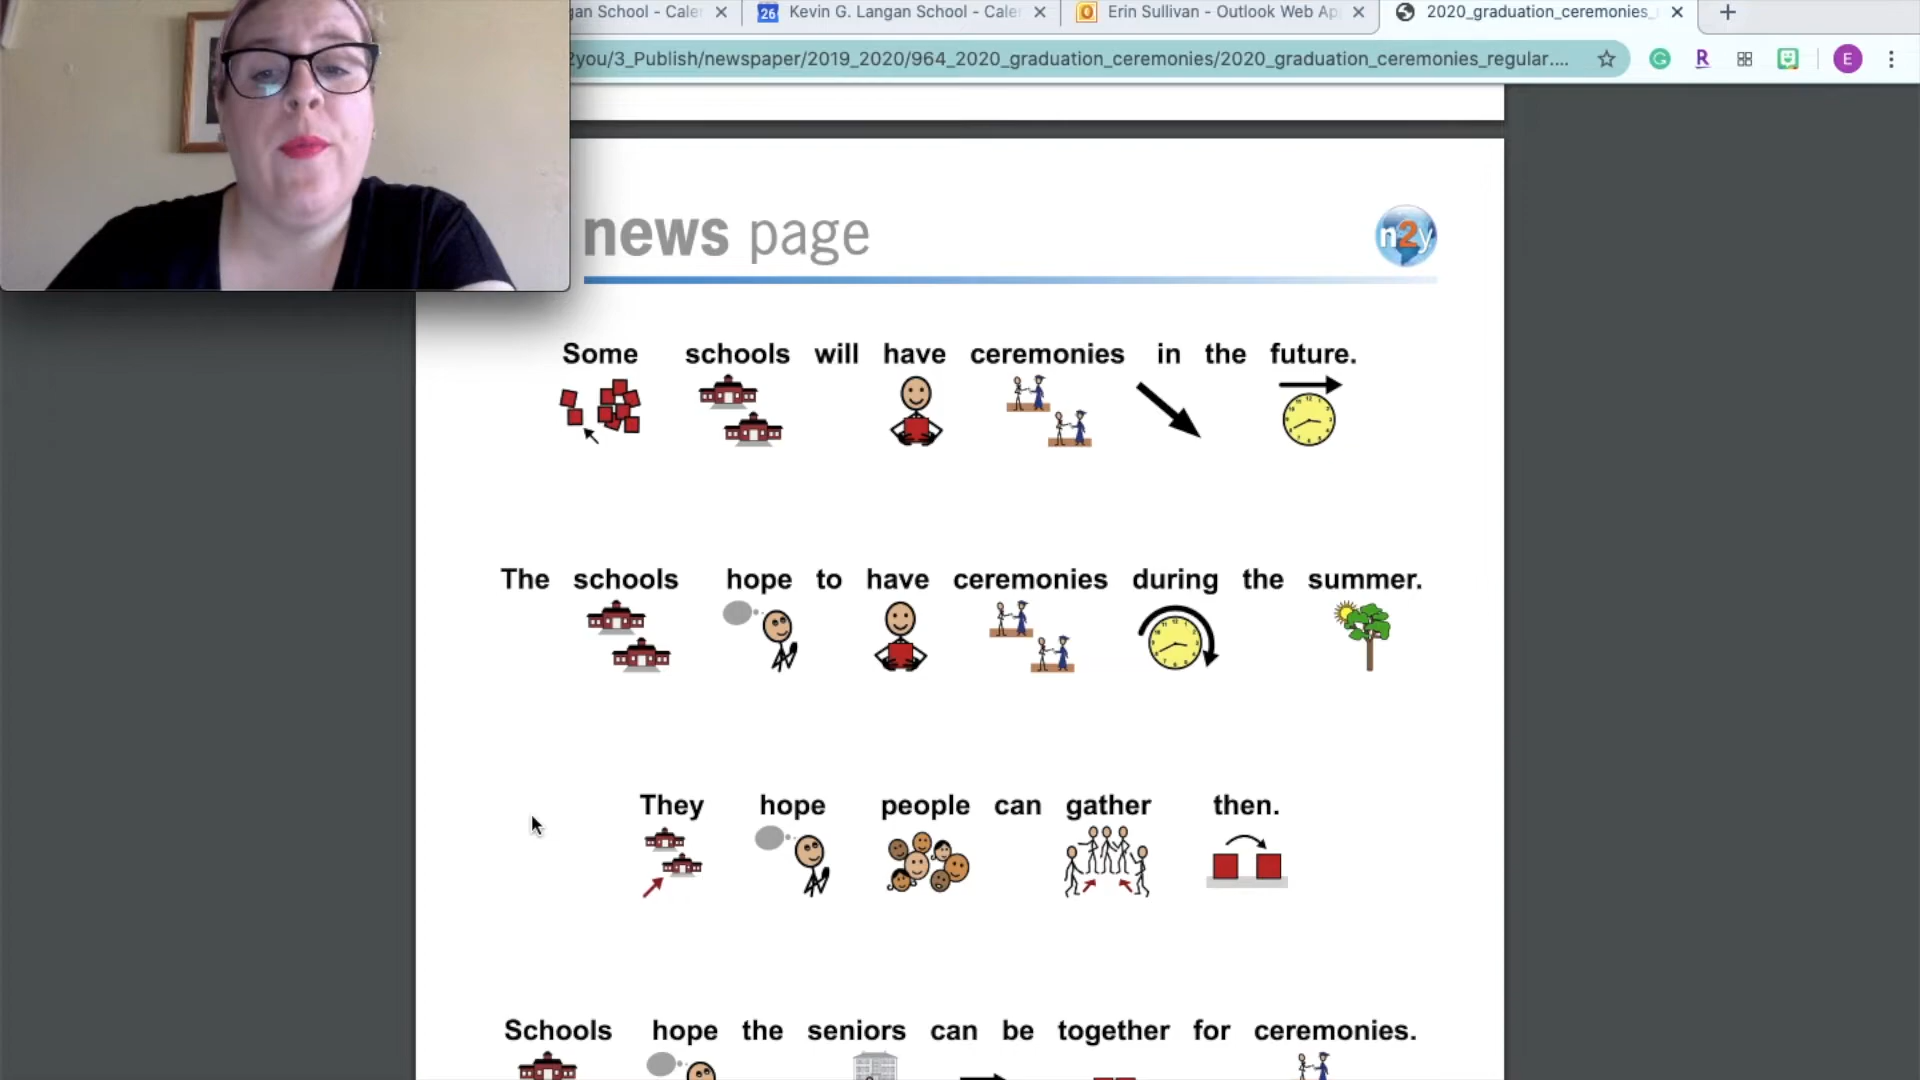 gan School - Cale
26 Kevin G. Langan School - Cale
Erin Sullivan - Outlook Web Ap
2020_graduation_ceremonies_
2you/3_Publish/newspaper/2019_2020/964_2020_graduation_ceremonies/2020_graduation_ceremonies_regular....
R
E
news page
n2y
Some schools will have ceremonies in the future.
The schools hope to have ceremonies during the summer.
They hope people can gather then.
Schools hope the seniors can be together for ceremonies.